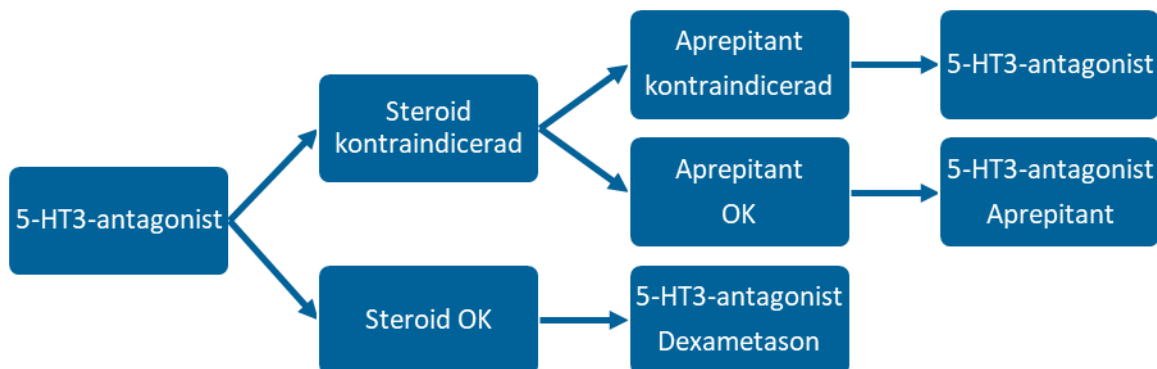 5-HT3-antagonist
Steroid
kontraindicerad
Steroid OK
Aprepitant
kontraindicerad
Aprepitant
OK
5-HT3-antagonist
Dexametason
5-HT3-antagonist
5-HT3-antagonist
Aprepitant